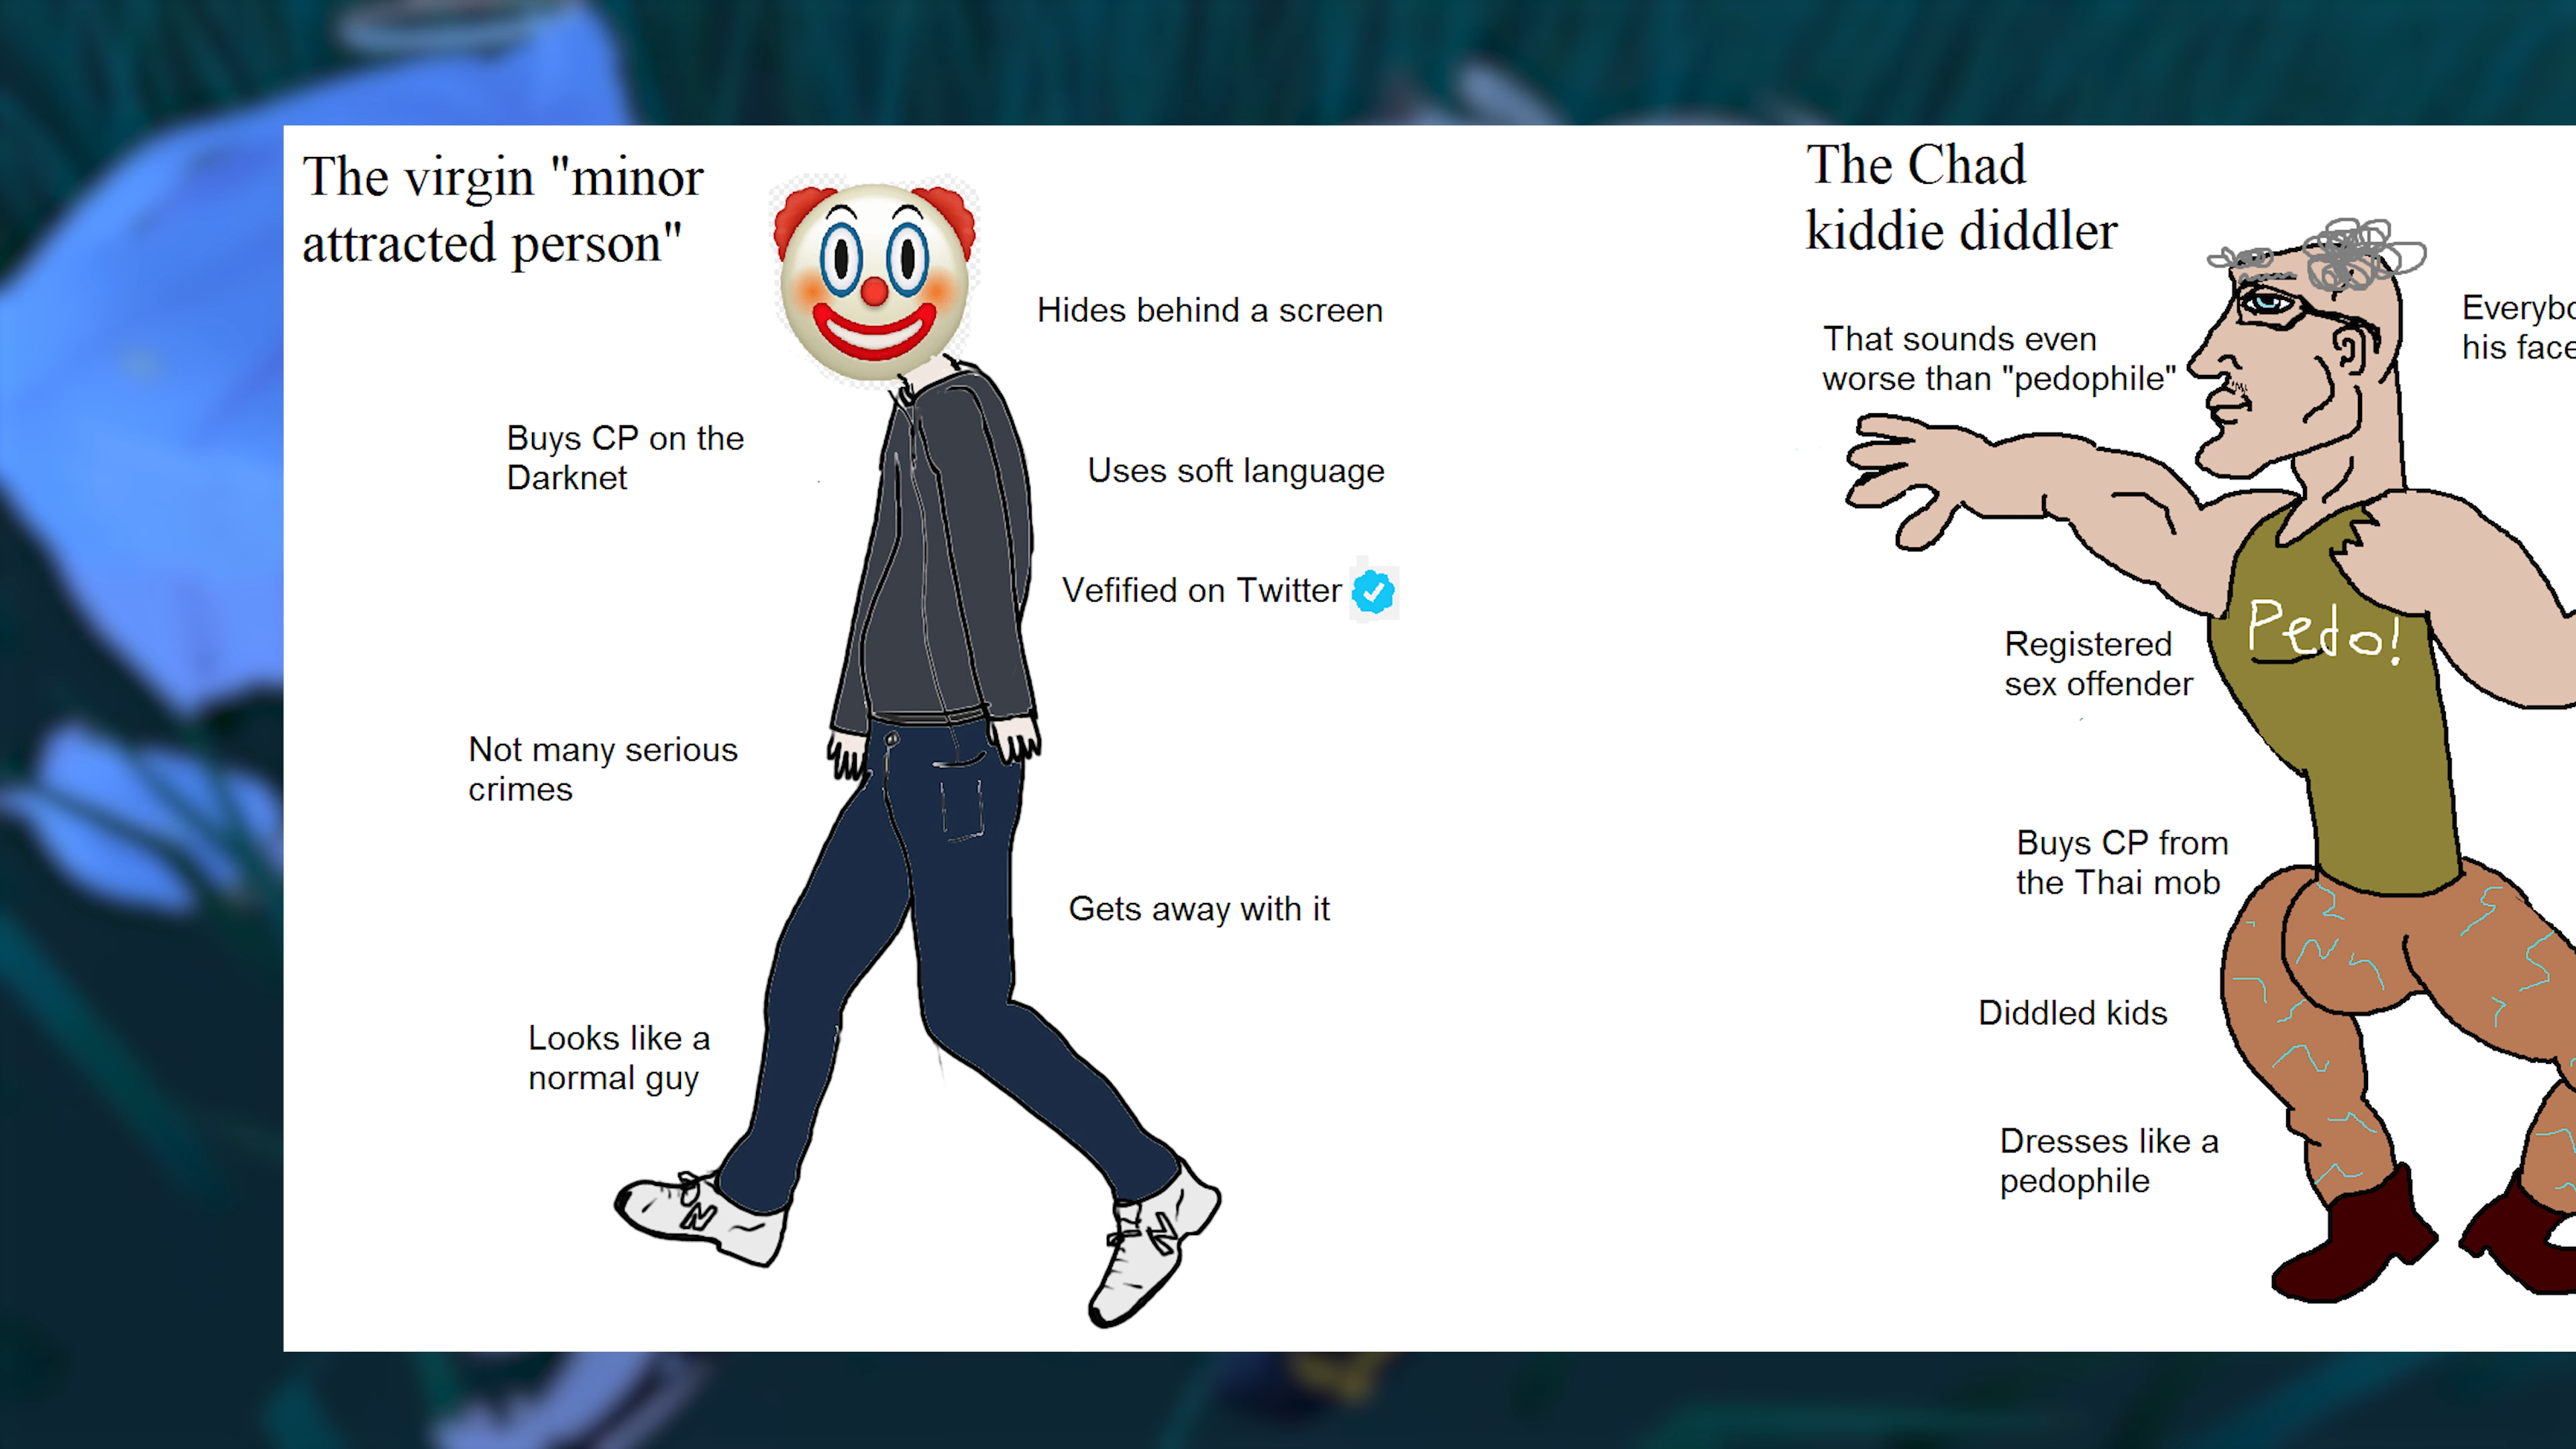 The virgin "minor
attracted person"
Hides behind a screen
Buys CP on the
Darknet
Uses soft language
Vefified on Twitter
Not many serious
crimes
Gets away with it
Looks like a
normal guy
The Chad
kiddie diddler
That sounds even
worse than "pedophile"
his face
Pedo!
Registered
sex offender
Buys CP from
the Thai mob
Diddled kids
Dresses like a
pedophile